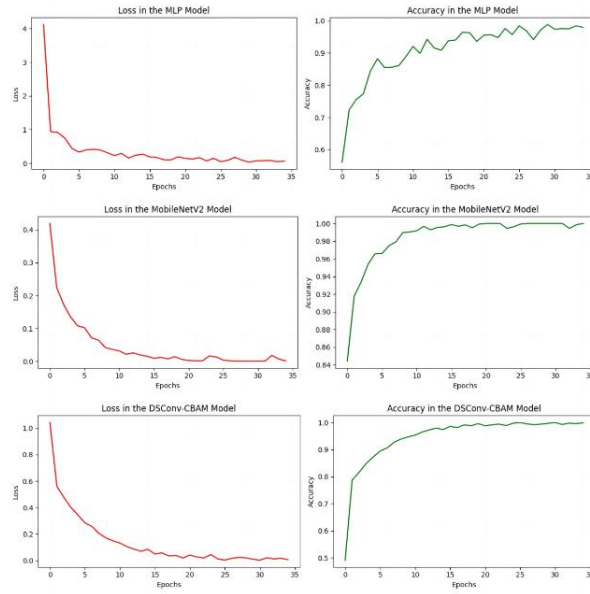 Loss in the MLP Model
4
3
2
1
0
Loss
0 5 10 15 20 25 30 35
Epochs
Accuracy in the MLP Model
1.0
0.9
0.8
0.7
0.6
Accuracy
0 5 10 15 20 25 30 35
Epochs
Loss in the MobileNetV2 Model
0.4
0.3
0.2
0.1
0.0
Loss
0 5 10 15 20 25 30 35
Epochs
Accuracy in the MobileNetV2 Model
1.00
0.98
0.96
0.94
0.92
0.90
0.88
0.86
0.84
Accuracy
0 5 10 15 20 25 30 35
Epochs
Loss in the DSConv-CBAM Model
1.0
0.8
0.6
0.4
0.2
0.0
Loss
0 5 10 15 20 25 30 35
Epochs
Accuracy in the DSConv-CBAM Model
1.0
0.9
0.8
0.7
0.6
0.5
Accuracy
0 5 10 15 20 25 30 35
Epochs